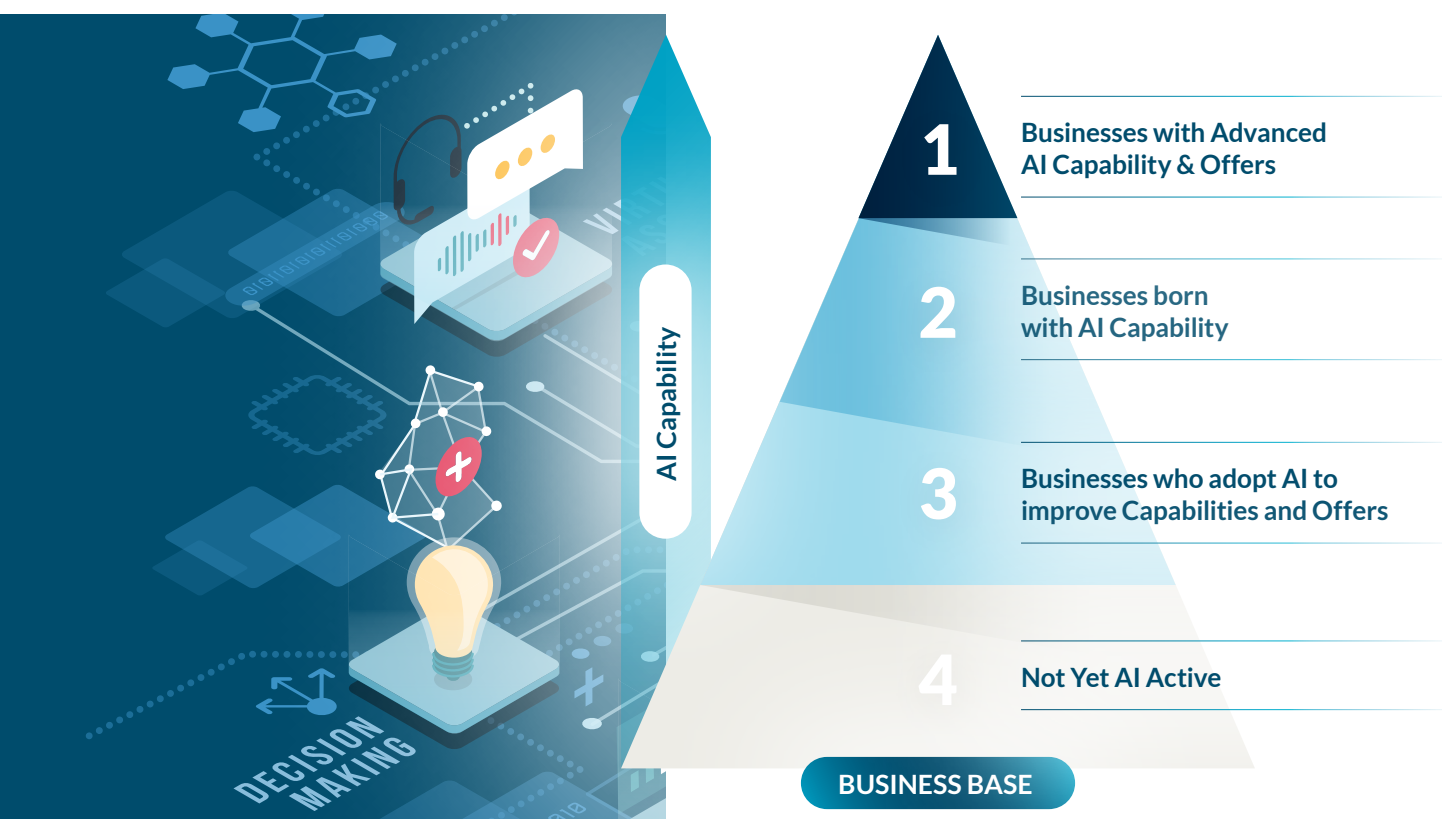 AI Capability
1
Businesses with Advanced
AI Capability & Offers
2
Businesses born
with AI Capability
3
Businesses who adopt AI to
improve Capabilities and Offers
4
Not Yet AI Active
BUSINESS BASE
DECISION
MAKING